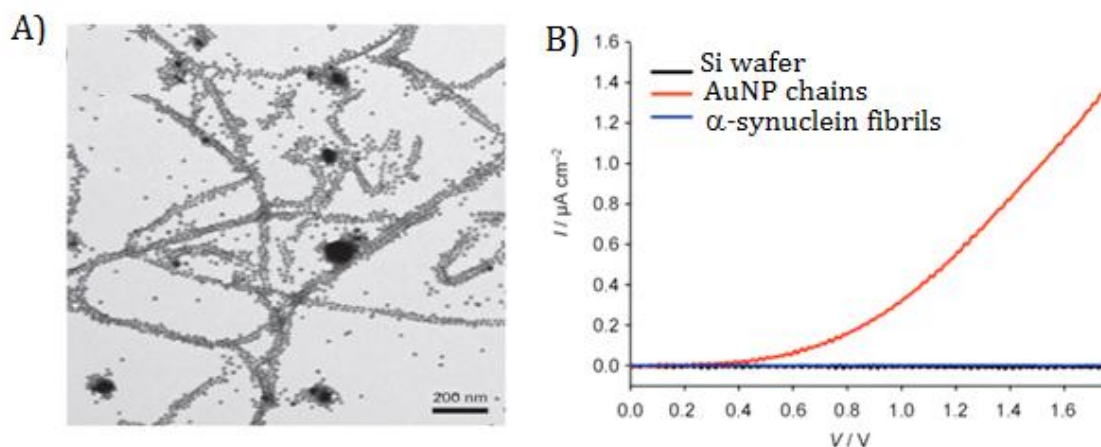 A)
200 nm
B)
Si wafer
AuNP chains
α-synuclein fibrils
I / µA cm⁻²
1.6
1.4
1.2
1.0
0.8
0.6
0.4
0.2
0.0
0.0 0.2 0.4 0.6 0.8 1.0 1.2 1.4 1.6
V / V